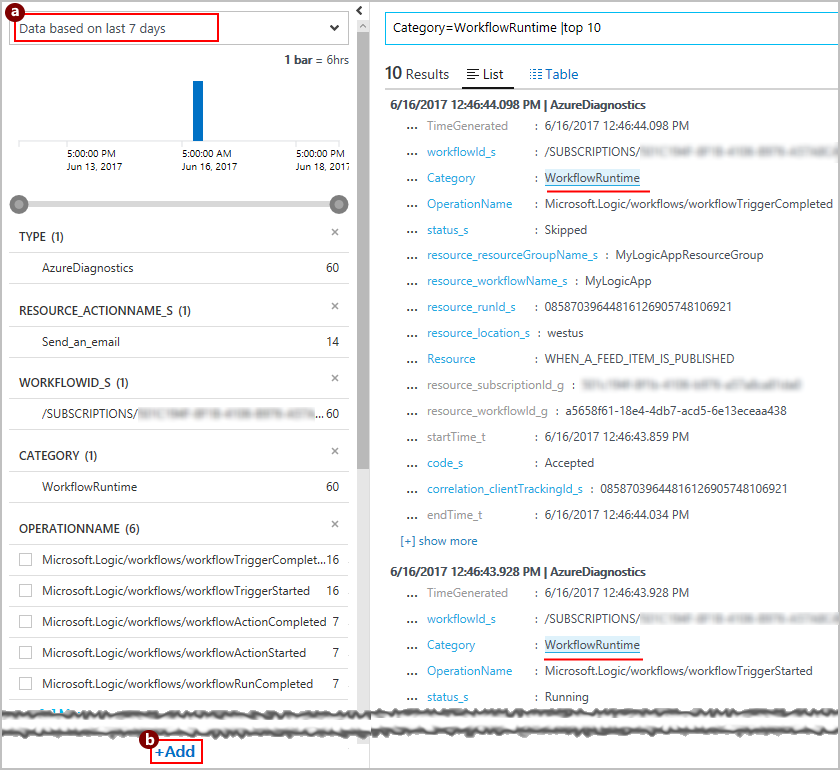 a
Data based on last 7 days
1 bar = 6hrs
5:00:00 PM
Jun 13, 2017
5:00:00 AM
Jun 16, 2017
5:00:00 PM
Jun 18, 2017
TYPE (1)
AzureDiagnostics 60
RESOURCE_ACTIONNAME_S (1)
Send_an_email 14
WORKFLOWID_S (1)
/SUBSCRIPTIONS/ ... 60
CATEGORY (1)
WorkflowRuntime 60
OPERATIONNAME (6)
Microsoft.Logic/workflows/workflowTriggerComplet... 16
Microsoft.Logic/workflows/workflowTriggerStarted 16
Microsoft.Logic/workflows/workflowActionCompleted 7
Microsoft.Logic/workflows/workflowActionStarted 7
Microsoft.Logic/workflows/workflowRunCompleted 7
b
+Add
Category=WorkflowRuntime |top 10
10 Results List Table
6/16/2017 12:46:44.098 PM | AzureDiagnostics
... TimeGenerated : 6/16/2017 12:46:44.098 PM
... workflowId_s : /SUBSCRIPTIONS/
... Category : WorkflowRuntime
... OperationName : Microsoft.Logic/workflows/workflowTriggerCompleted
... status_s : Skipped
... resource_resourceGroupName_s : MyLogicAppResourceGroup
... resource_workflowName_s : MyLogicApp
... resource_runId_s : 08587039644816126905748106921
... resource_location_s : westus
... Resource : WHEN_A_FEED_ITEM_IS_PUBLISHED
... resource_subscriptionId_g :
... resource_workflowId_g : a5658f61-18e4-4db7-acd5-6e13eceaa438
... startTime_t : 6/16/2017 12:46:43.859 PM
... code_s : Accepted
... correlation_clientTrackingId_s : 08587039644816126905748106921
... endTime_t : 6/16/2017 12:46:44.034 PM
[+] show more
6/16/2017 12:46:43.928 PM | AzureDiagnostics
... TimeGenerated : 6/16/2017 12:46:43.928 PM
... workflowId_s : /SUBSCRIPTIONS/
... Category : WorkflowRuntime
... OperationName : Microsoft.Logic/workflows/workflowTriggerStarted
... status_s : Running